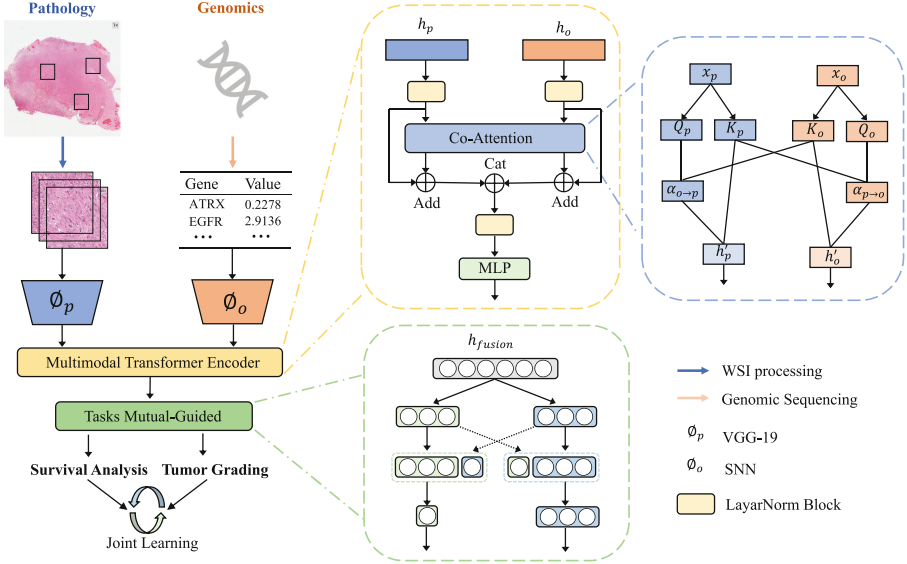 Pathology
Genomics
Gene Value
ATRX 0.2278
EGFR 2.9136
••• •••
∅p
∅o
Multimodal Transformer Encoder
Tasks Mutual-Guided
Survival Analysis
Tumor Grading
Joint Learning
hp
ho
Co-Attention
Cat
Add
Add
MLP
xp
xo
Qp
Kp
Ko
Qo
αo→p
αp→o
h′p
h′o
hfusion
WSI processing
Genomic Sequencing
∅p VGG-19
∅o SNN
LayarNorm Block